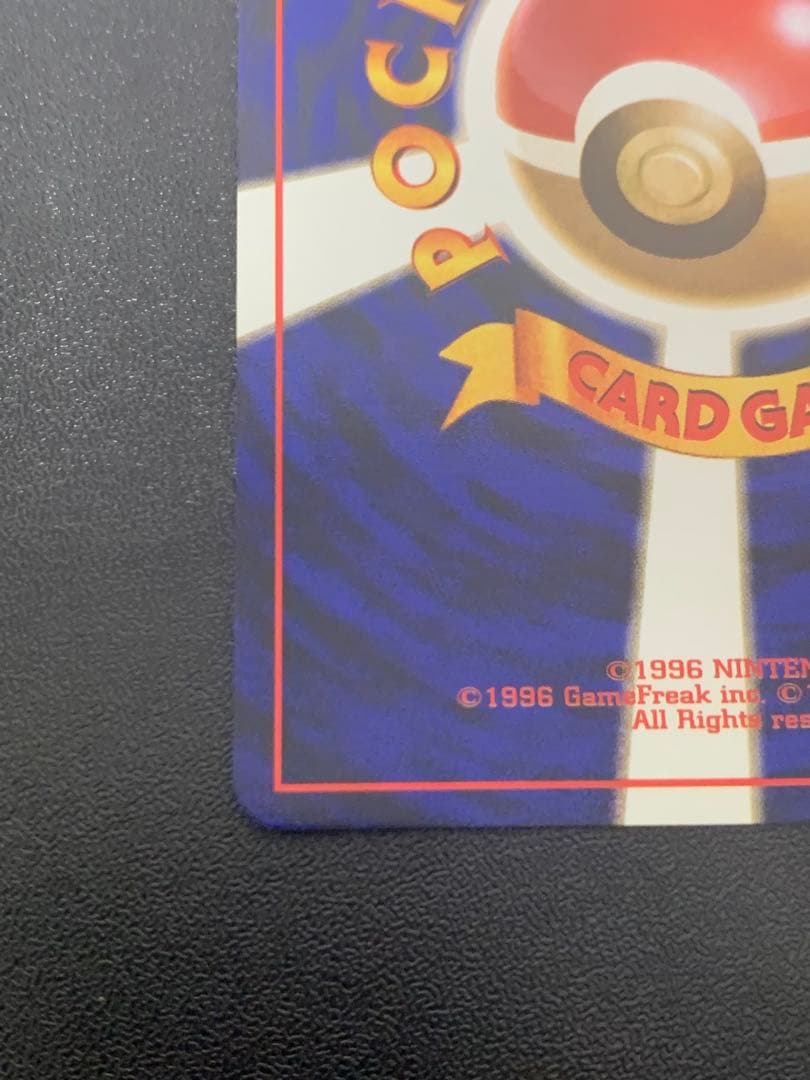 POC
CARD GA
©1996 NINTEN
©1996 GameFreak inc. ©
All Rights res